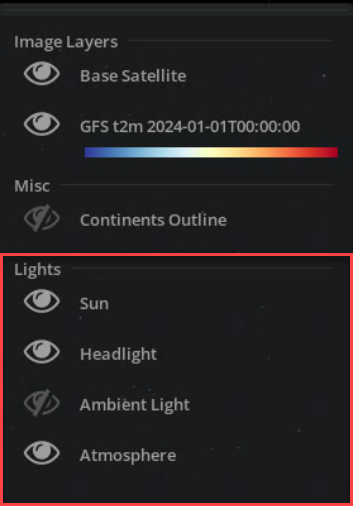 Image Layers
Base Satellite
GFS t2m 2024-01-01T00:00:00
Misc
Continents Outline
Lights
Sun
Headlight
Ambient Light
Atmosphere